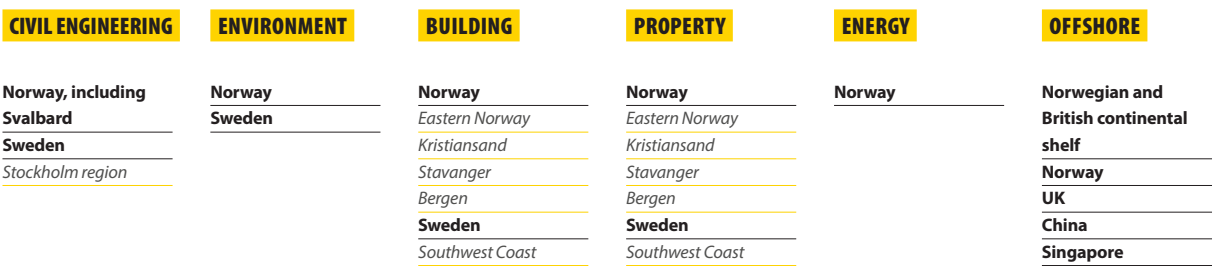 CIVIL ENGINEERING
Norway, including
Svalbard
Sweden
Stockholm region
ENVIRONMENT
Norway
Sweden
BUILDING
Norway
Eastern Norway
Kristiansand
Stavanger
Bergen
Sweden
Southwest Coast
PROPERTY
Norway
Eastern Norway
Kristiansand
Stavanger
Bergen
Sweden
Southwest Coast
ENERGY
Norway
OFFSHORE
Norwegian and
British continental
shelf
Norway
UK
China
Singapore